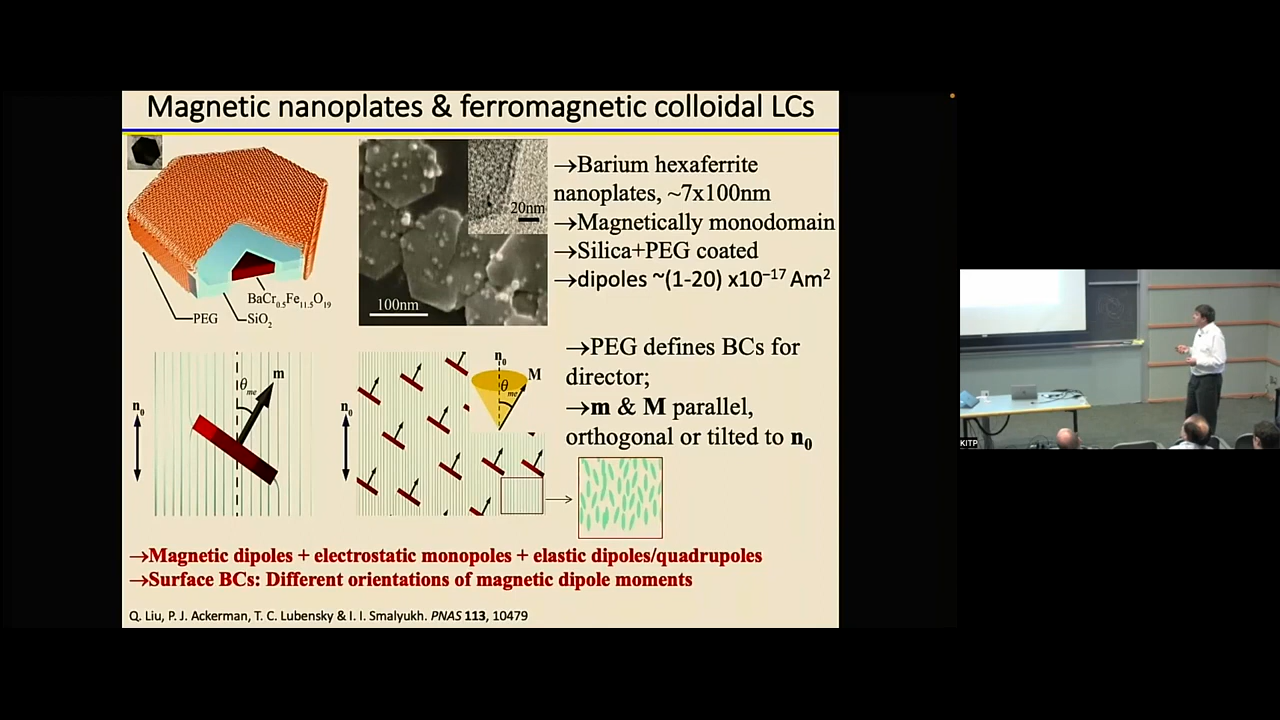 Magnetic nanoplates & ferromagnetic colloidal LCs
PEG
SiO₂
BaCr₀.₅Fe₁₁.₅O₁₉
20nm
100nm
→Barium hexaferrite
nanoplates, ~7x100nm
→Magnetically monodomain
→Silica+PEG coated
→dipoles ~(1-20) x10⁻¹⁷ Am²
n₀
θme
m
n₀
n₀
θme
M
→PEG defines BCs for
director;
→m & M parallel,
orthogonal or tilted to n₀
→Magnetic dipoles + electrostatic monopoles + elastic dipoles/quadrupoles
→Surface BCs: Different orientations of magnetic dipole moments
Q. Liu, P. J. Ackerman, T. C. Lubensky & I. I. Smalyukh. PNAS 113, 10479
KITP